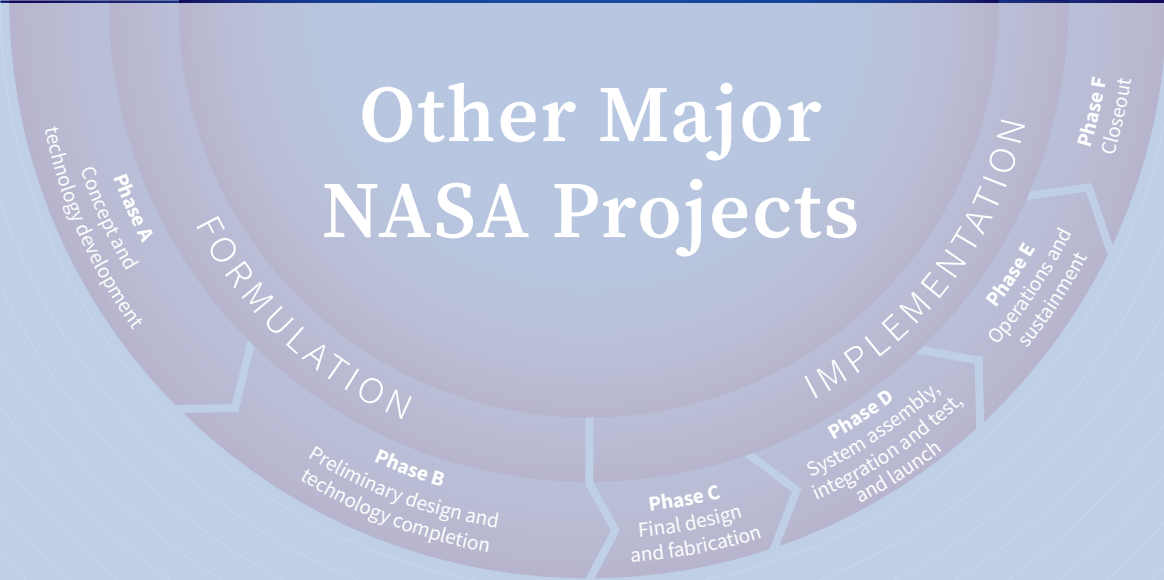 Other Major
NASA Projects
FORMULATION
IMPLEMENTATION
Phase A
Concept and
technology development
Phase B
Preliminary design and
technology completion
Phase C
Final design
and fabrication
Phase D
System assembly,
integration and test,
and launch
Phase E
Operations and
sustainment
Phase F
Closeout